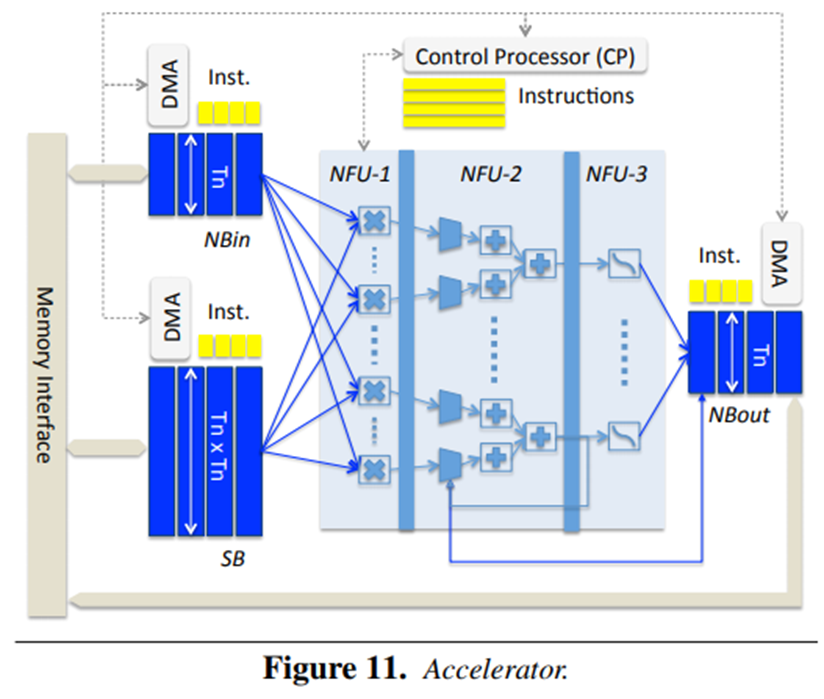 Control Processor (CP)
Instructions
DMA
Inst.
Tn
NBin
DMA
Inst.
Tn x Tn
SB
Memory Interface
NFU-1
NFU-2
NFU-3
Inst.
DMA
Tn
NBout
Figure 11. Accelerator.